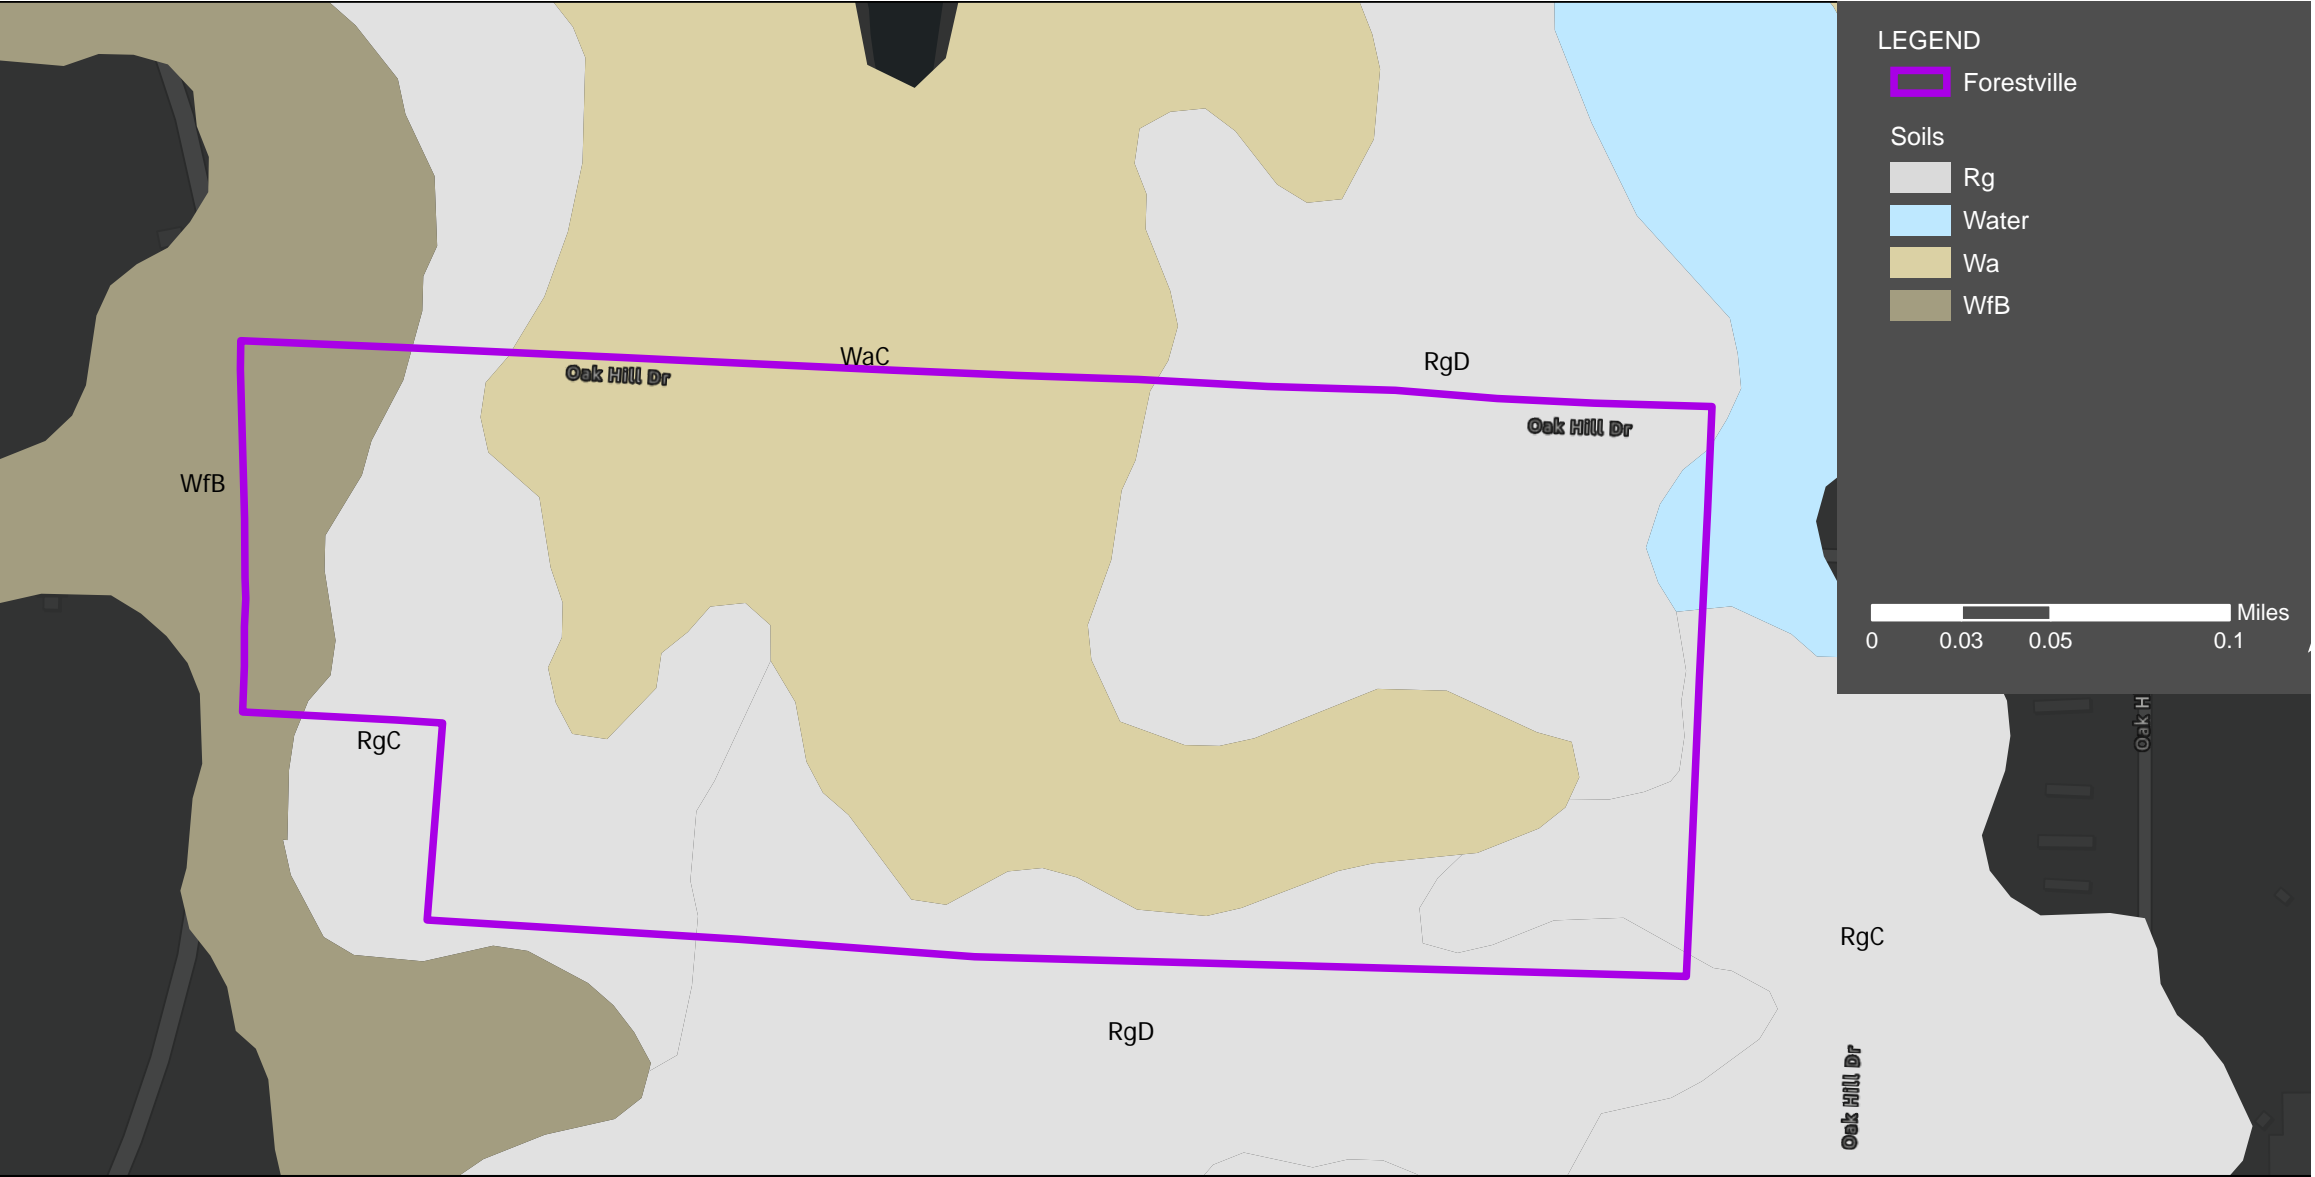 LEGEND
Forestville
Soils
Rg
Water
Wa
WfB
WaC
RgD
Oak Hill Dr
Oak Hill Dr
WfB
Miles
0 0.03 0.05 0.1
Oak H
RgC
RgC
RgD
Oak Hill Dr